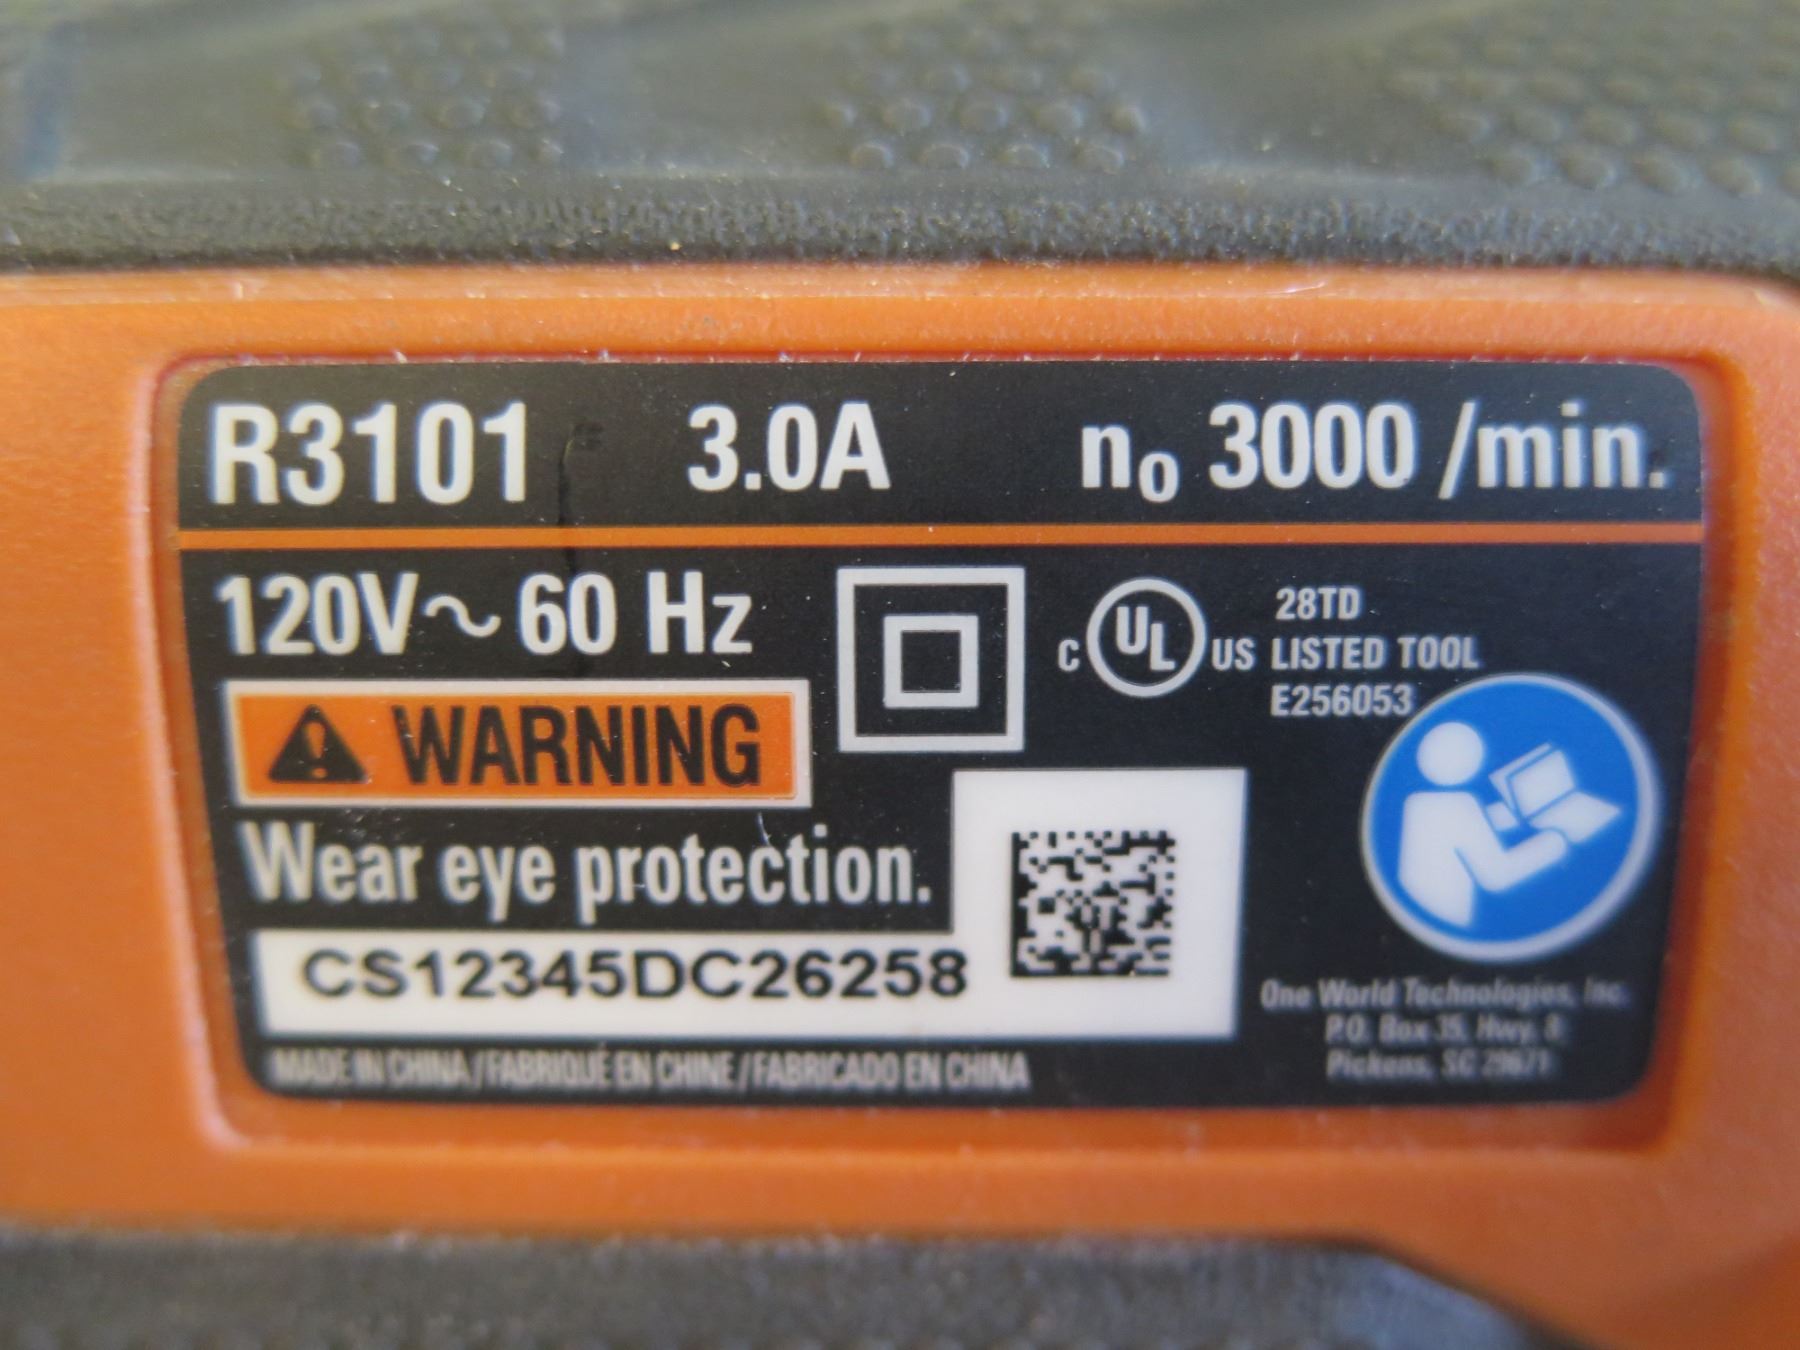 R3101 3.0A no 3000 /min.
120V~ 60 Hz
C UL US
28TD
LISTED TOOL
E256053
WARNING
Wear eye protection.
CS12345DC26258
MADE IN CHINA / FABRIQUÉ EN CHINE / FABRICADO EN CHINA
One World Technologies, Inc.
P.O. Box 35, Hwy. 8
Pickens, SC 29671